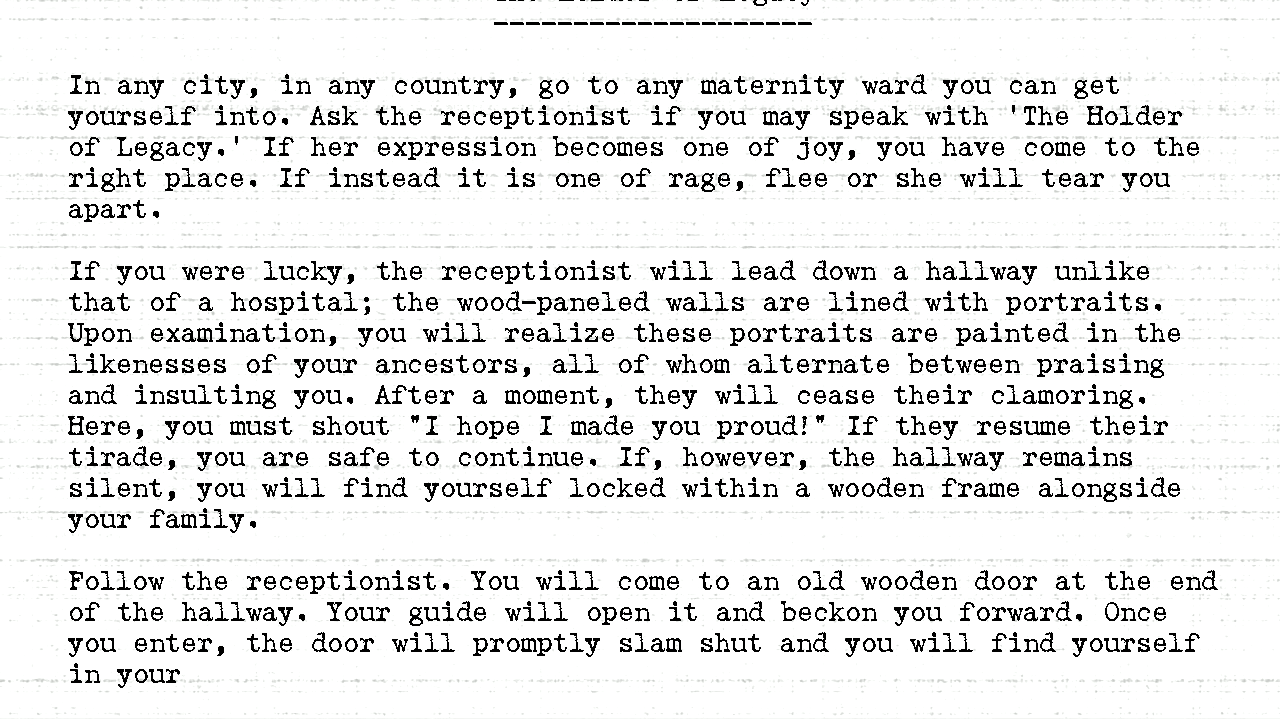 --------------------
In any city, in any country, go to any maternity ward you can get
yourself into. Ask the receptionist if you may speak with 'The Holder
of Legacy.' If her expression becomes one of joy, you have come to the
right place. If instead it is one of rage, flee or she will tear you
apart.
If you were lucky, the receptionist will lead down a hallway unlike
that of a hospital; the wood-paneled walls are lined with portraits.
Upon examination, you will realize these portraits are painted in the
likenesses of your ancestors, all of whom alternate between praising
and insulting you. After a moment, they will cease their clamoring.
Here, you must shout "I hope I made you proud!" If they resume their
tirade, you are safe to continue. If, however, the hallway remains
silent, you will find yourself locked within a wooden frame alongside
your family.
Follow the receptionist. You will come to an old wooden door at the end
of the hallway. Your guide will open it and beckon you forward. Once
you enter, the door will promptly slam shut and you will find yourself
in your